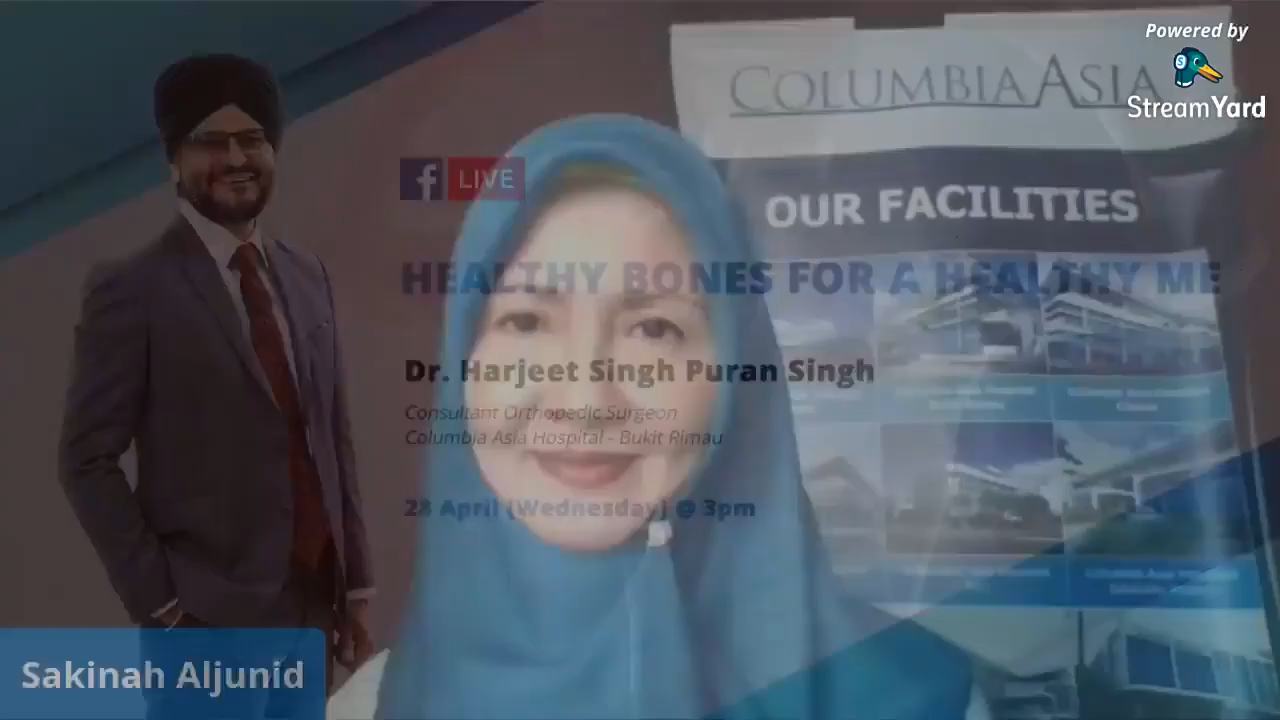 Powered by
StreamYard
COLUMBIA ASIA
OUR FACILITIES
f LIVE
HEALTHY BONES FOR A HEALTHY ME
Dr. Harjeet Singh Puran Singh
Consultant Orthopedic Surgeon
Columbia Asia Hospital - Bukit Rimau
28 April (Wednesday) @ 3pm
Sakinah Aljunid